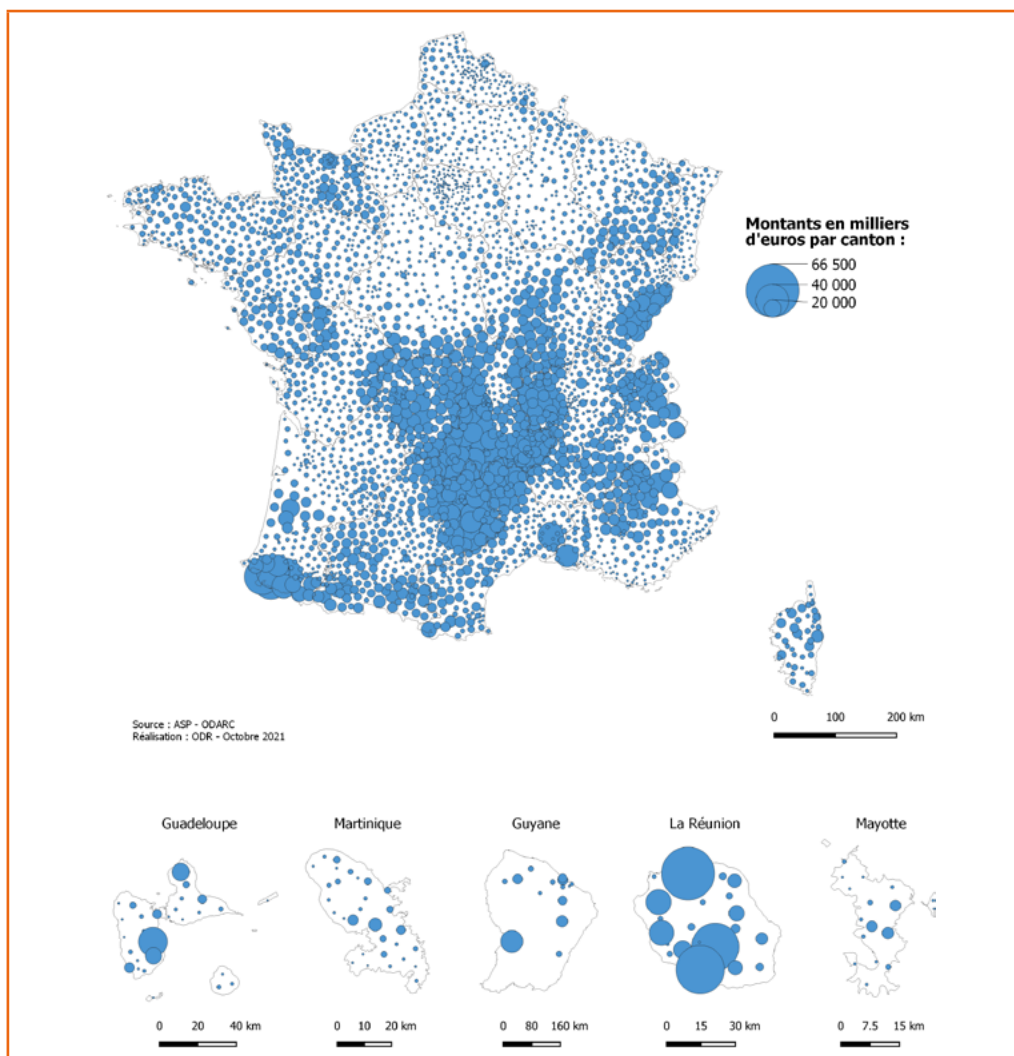 Montants en milliers
d'euros par canton :
66 500
40 000
20 000
Source : ASP - ODARC
Réalisation : ODR - Octobre 2021
0 100 200 km
Guadeloupe Martinique Guyane La Réunion Mayotte
0 20 40 km 0 10 20 km 0 80 160 km 0 15 30 km 0 7.5 15 km